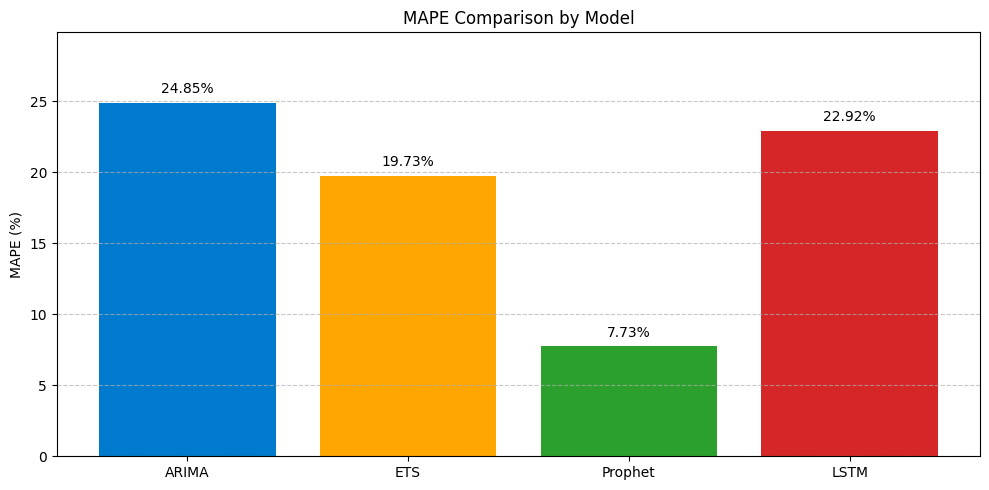 MAPE Comparison by Model
MAPE (%)
25
20
15
10
5
0
24.85%
19.73%
7.73%
22.92%
ARIMA
ETS
Prophet
LSTM